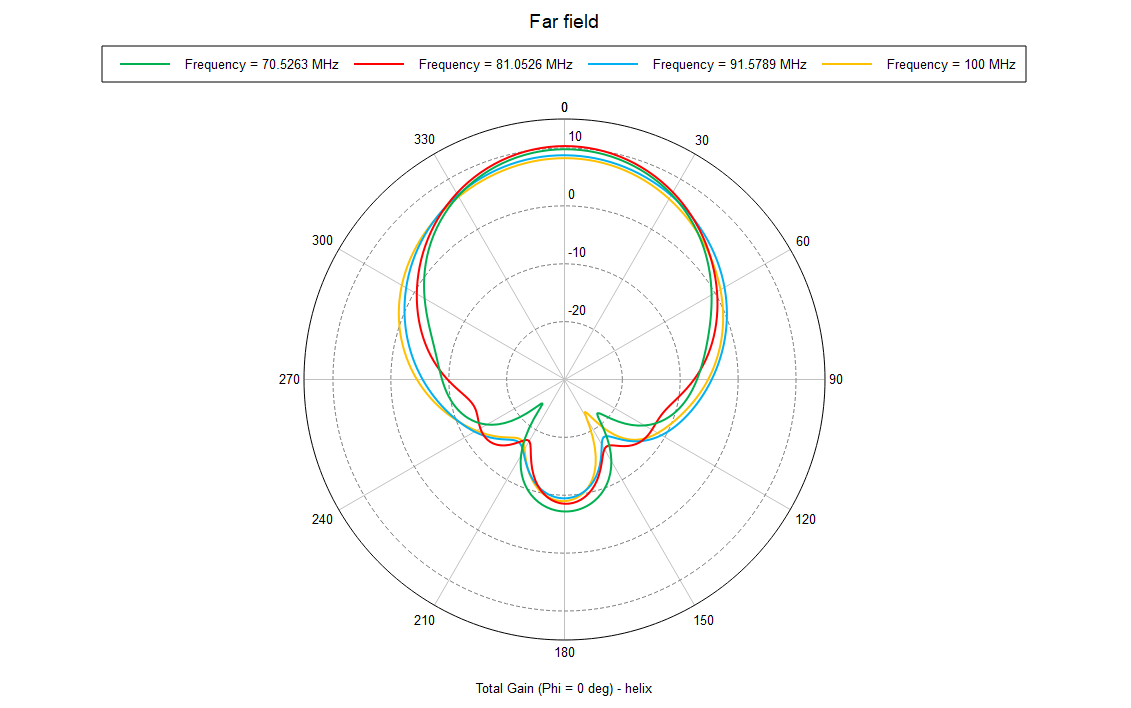 Far field
Frequency = 70.5263 MHz Frequency = 81.0526 MHz Frequency = 91.5789 MHz Frequency = 100 MHz
0
330 10 30
0
300 -10 60
-20
270 90
240 120
210 150
180
Total Gain (Phi = 0 deg) - helix